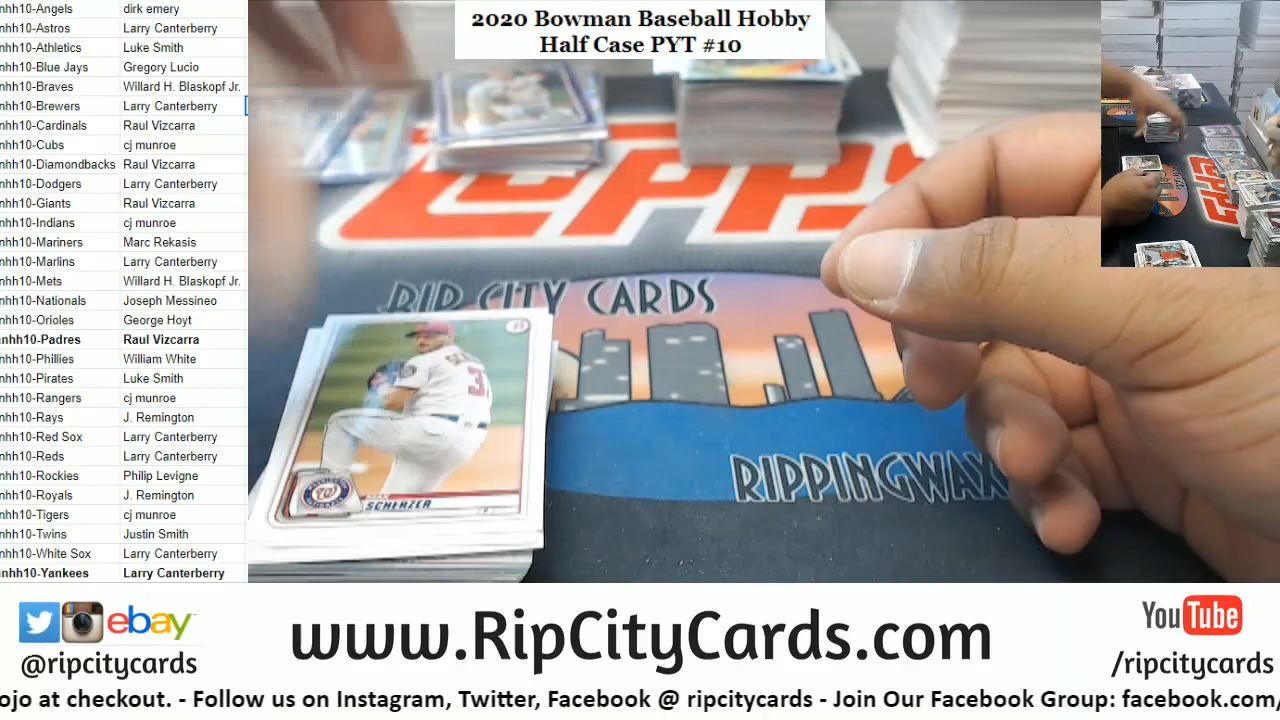 nhh10-Angels dirk emery
nhh10-Astros Larry Canterberry
nhh10-Athletics Luke Smith
nhh10-Blue Jays Gregory Lucio
nhh10-Braves Willard H. Blaskopf Jr.
nhh10-Brewers Larry Canterberry
nhh10-Cardinals Raul Vizcarra
nhh10-Cubs cj munroe
nhh10-Diamondbacks Raul Vizcarra
nhh10-Dodgers Larry Canterberry
nhh10-Giants Raul Vizcarra
nhh10-Indians cj munroe
nhh10-Mariners Marc Rekasis
nhh10-Marlins Larry Canterberry
nhh10-Mets Willard H. Blaskopf Jr.
nhh10-Nationals Joseph Messineo
nhh10-Orioles George Hoyt
nhh10-Padres Raul Vizcarra
nhh10-Phillies William White
nhh10-Pirates Luke Smith
nhh10-Rangers cj munroe
nhh10-Rays J. Remington
nhh10-Red Sox Larry Canterberry
nhh10-Reds Larry Canterberry
nhh10-Rockies Philip Levigne
nhh10-Royals J. Remington
nhh10-Tigers cj munroe
nhh10-Twins Justin Smith
nhh10-White Sox Larry Canterberry
nhh10-Yankees Larry Canterberry
2020 Bowman Baseball Hobby
Half Case PYT #10
RIP CITY CARDS
RIPPINGWAX
MAX
SCHERZER
ebay
@ripcitycards
www.RipCityCards.com
YouTube
/ripcitycards
ojo at checkout. - Follow us on Instagram, Twitter, Facebook @ ripcitycards - Join Our Facebook Group: facebook.com/